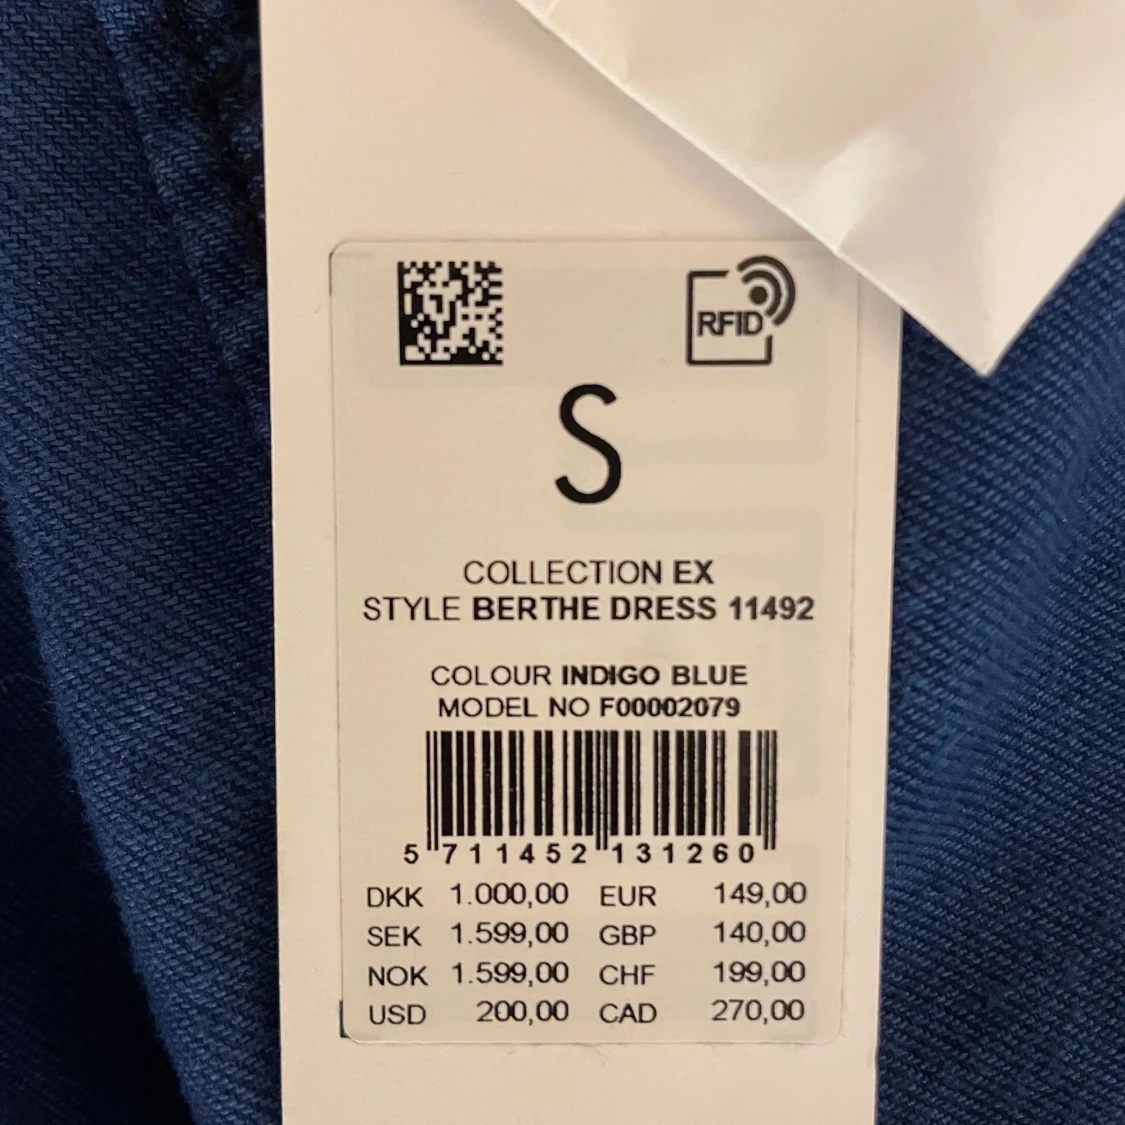 RFID
S
COLLECTION EX
STYLE BERTHE DRESS 11492
COLOUR INDIGO BLUE
MODEL NO F00002079
5 711452 131260
DKK 1.000,00 EUR 149,00
SEK 1.599,00 GBP 140,00
NOK 1.599,00 CHF 199,00
USD 200,00 CAD 270,00